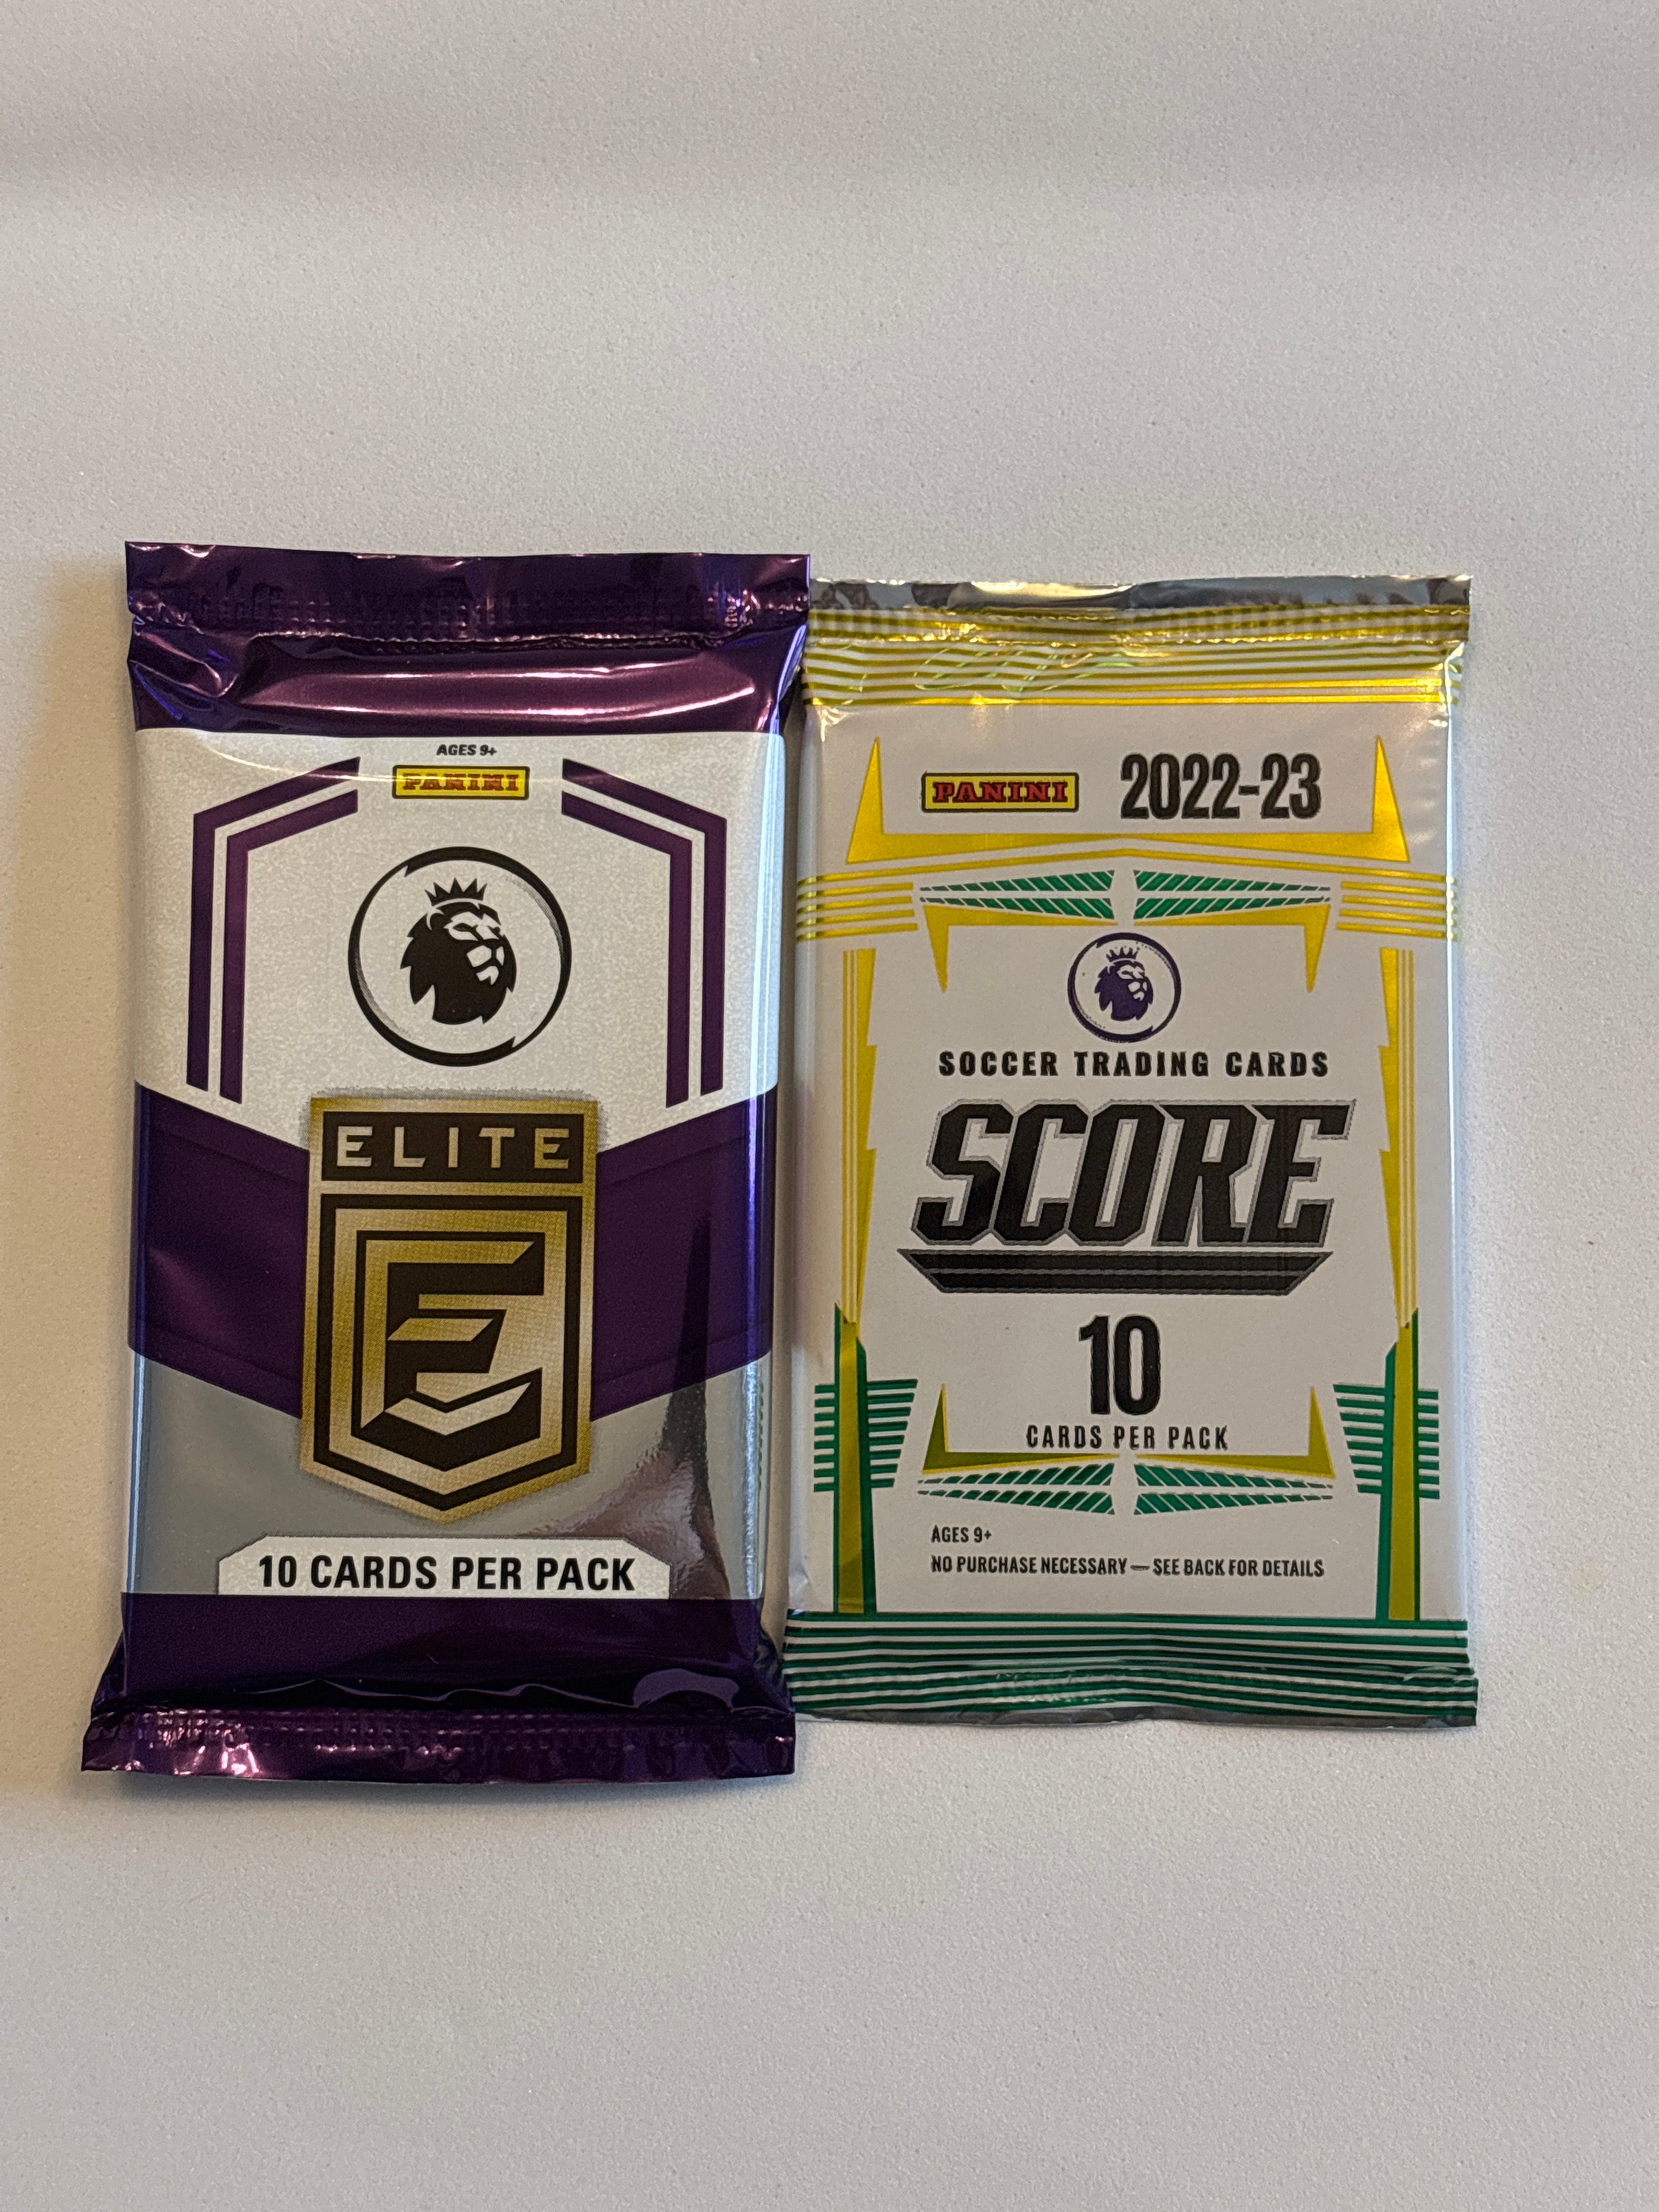 AGES 9+
PANINI
ELITE
E
10 CARDS PER PACK
PANINI 2022-23
SOCCER TRADING CARDS
SCORE
10
CARDS PER PACK
AGES 9+
NO PURCHASE NECESSARY — SEE BACK FOR DETAILS